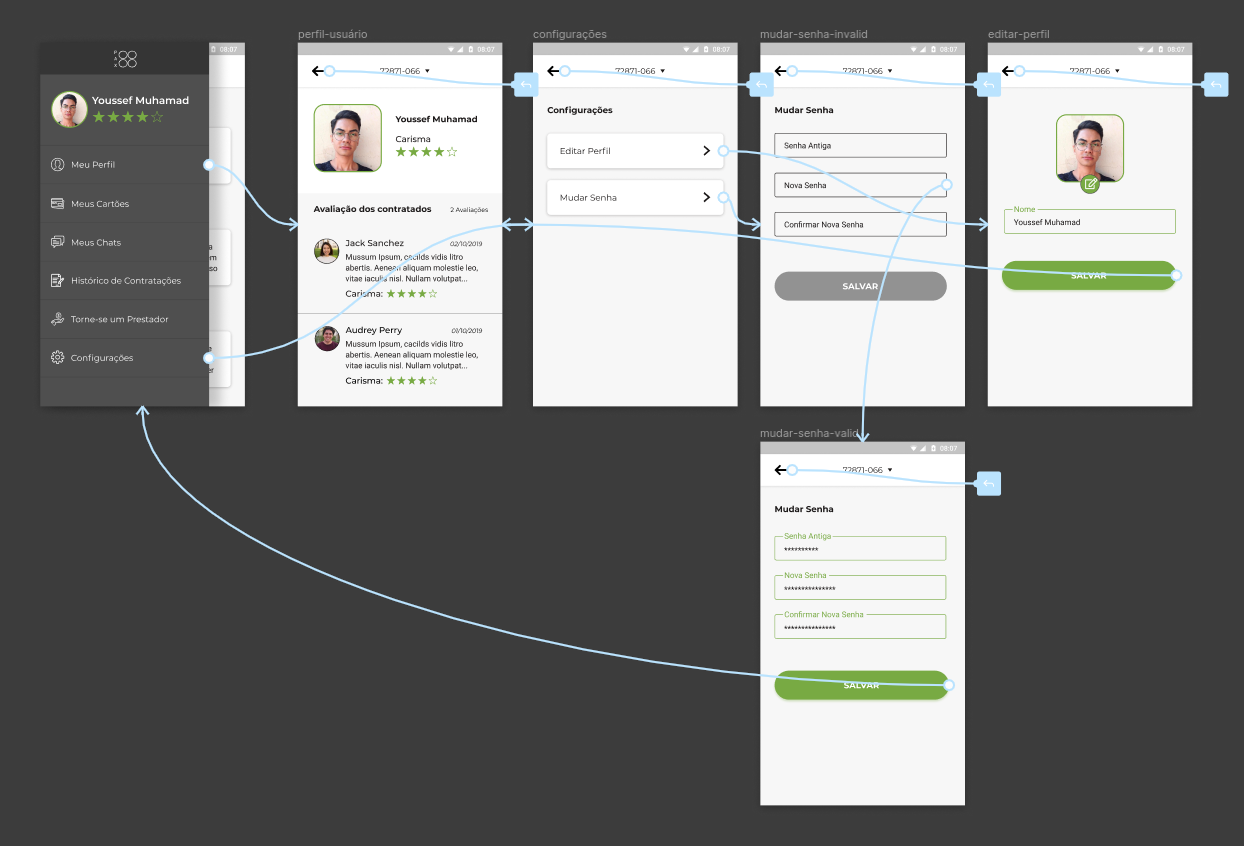 08:07
Youssef Muhamad
Meu Perfil
Meus Cartões
Meus Chats
Histórico de Contratações
Torne-se um Prestador
Configurações
perfil-usuário
08:07
72871-066
Youssef Muhamad
Carisma
Avaliação dos contratados
2 Avaliações
Jack Sanchez
02/10/2019
Mussum Ipsum, cacilds vidis litro
abertis. Aenean aliquam molestie leo,
vitae iaculis nisl. Nullam volutpat...
Carisma:
Audrey Perry
01/10/2019
Mussum Ipsum, cacilds vidis litro
abertis. Aenean aliquam molestie leo,
vitae iaculis nisl. Nullam volutpat...
Carisma:
configurações
08:07
72871-066
Configurações
Editar Perfil
Mudar Senha
mudar-senha-invalid
08:07
72871-066
Mudar Senha
Senha Antiga
Nova Senha
Confirmar Nova Senha
SALVAR
editar-perfil
08:07
72871-066
Nome
Youssef Muhamad
SALVAR
mudar-senha-valid
08:07
72871-066
Mudar Senha
Senha Antiga
**********
Nova Senha
***************
Confirmar Nova Senha
***************
SALVAR